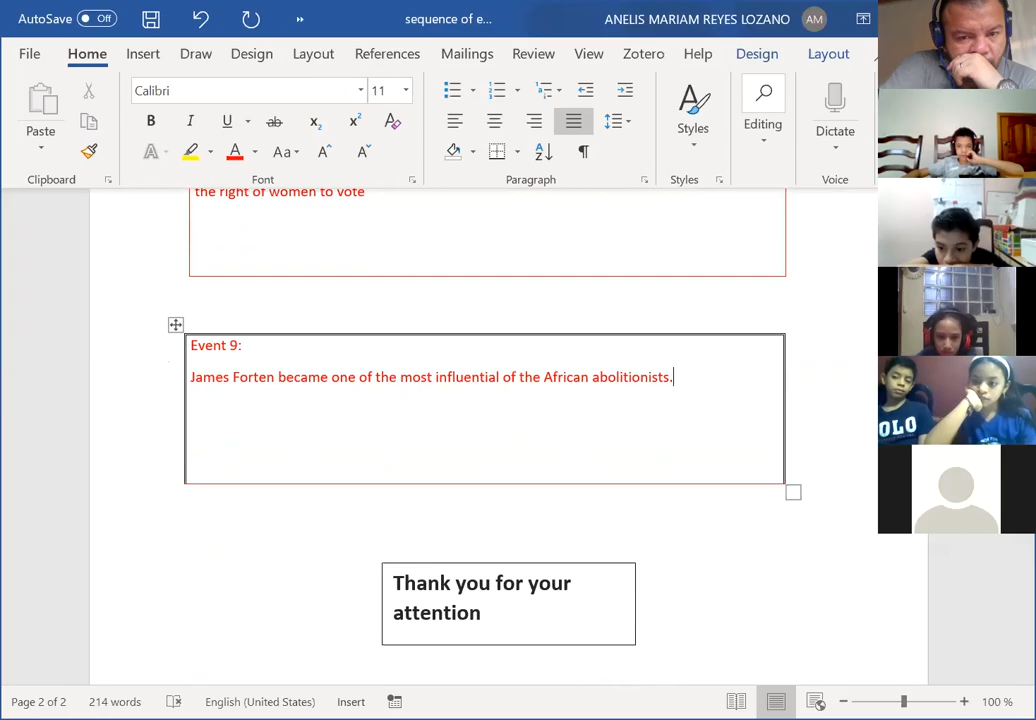 AutoSave Off sequence of e... ANELIS MARIAM REYES LOZANO AM
File Home Insert Draw Design Layout References Mailings Review View Zotero Help Design Layout
Paste
Calibri 11
Styles
Editing
Dictate
Clipboard Font Paragraph Styles Voice
the right of women to vote
Event 9:
James Forten became one of the most influential of the African abolitionists.
Thank you for your
attention
POLO
Page 2 of 2 214 words English (United States) Insert 100 %